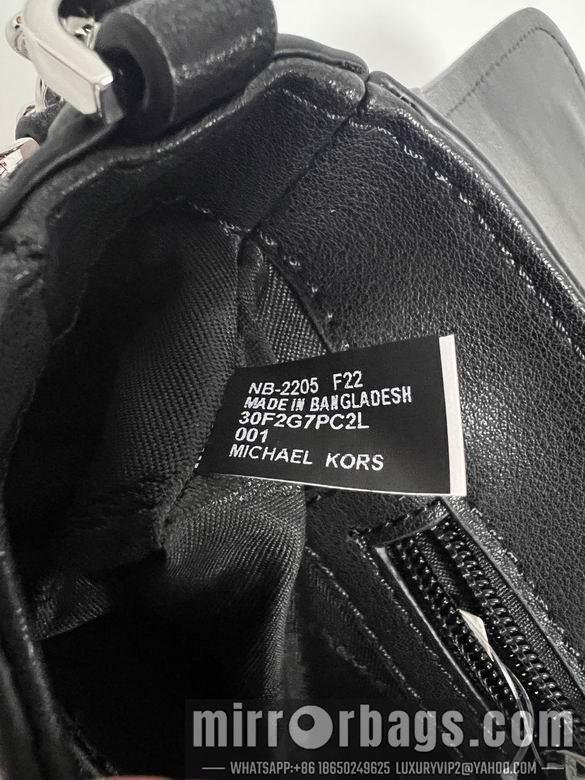 NB-2205 F22
MADE IN BANGLADESH
30F2G7PC2L
001
MICHAEL KORS
mirrorbags.com
WHATSAPP:+86 18650249625 LUXURYVIP2@YAHOO.COM